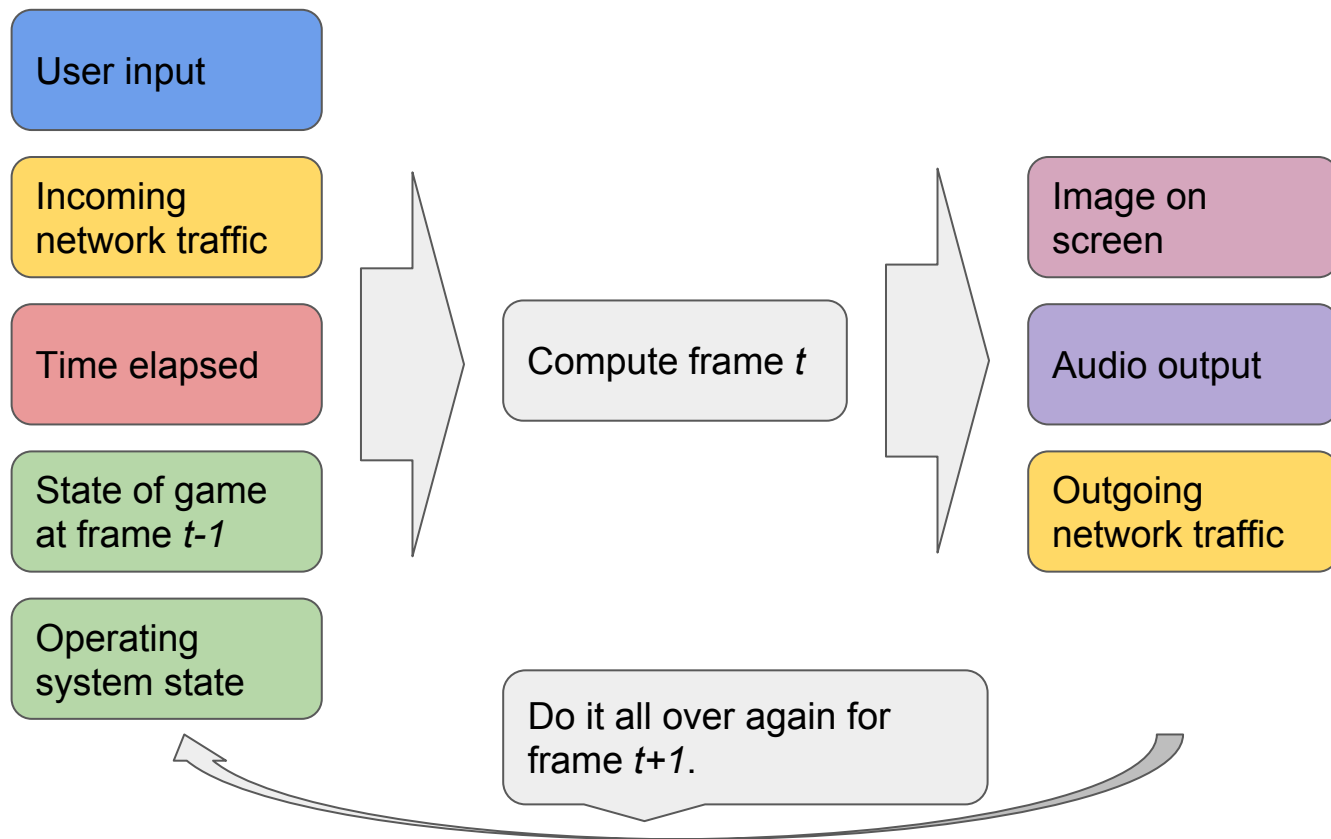 User input
Incoming
network traffic
Time elapsed
State of game
at frame t-1
Operating
system state
Compute frame t
Image on
screen
Audio output
Outgoing
network traffic
Do it all over again for
frame t+1.